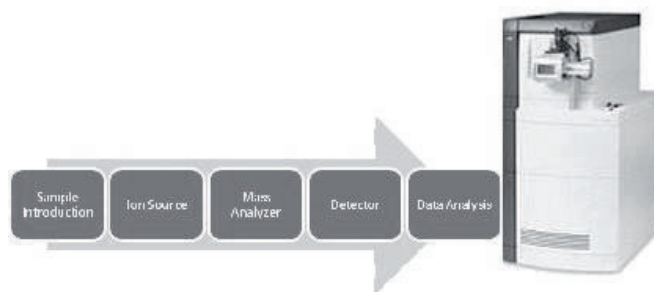 Sample
Introduction
Ion Source
Mass
Analyzer
Detector
Data Analysis